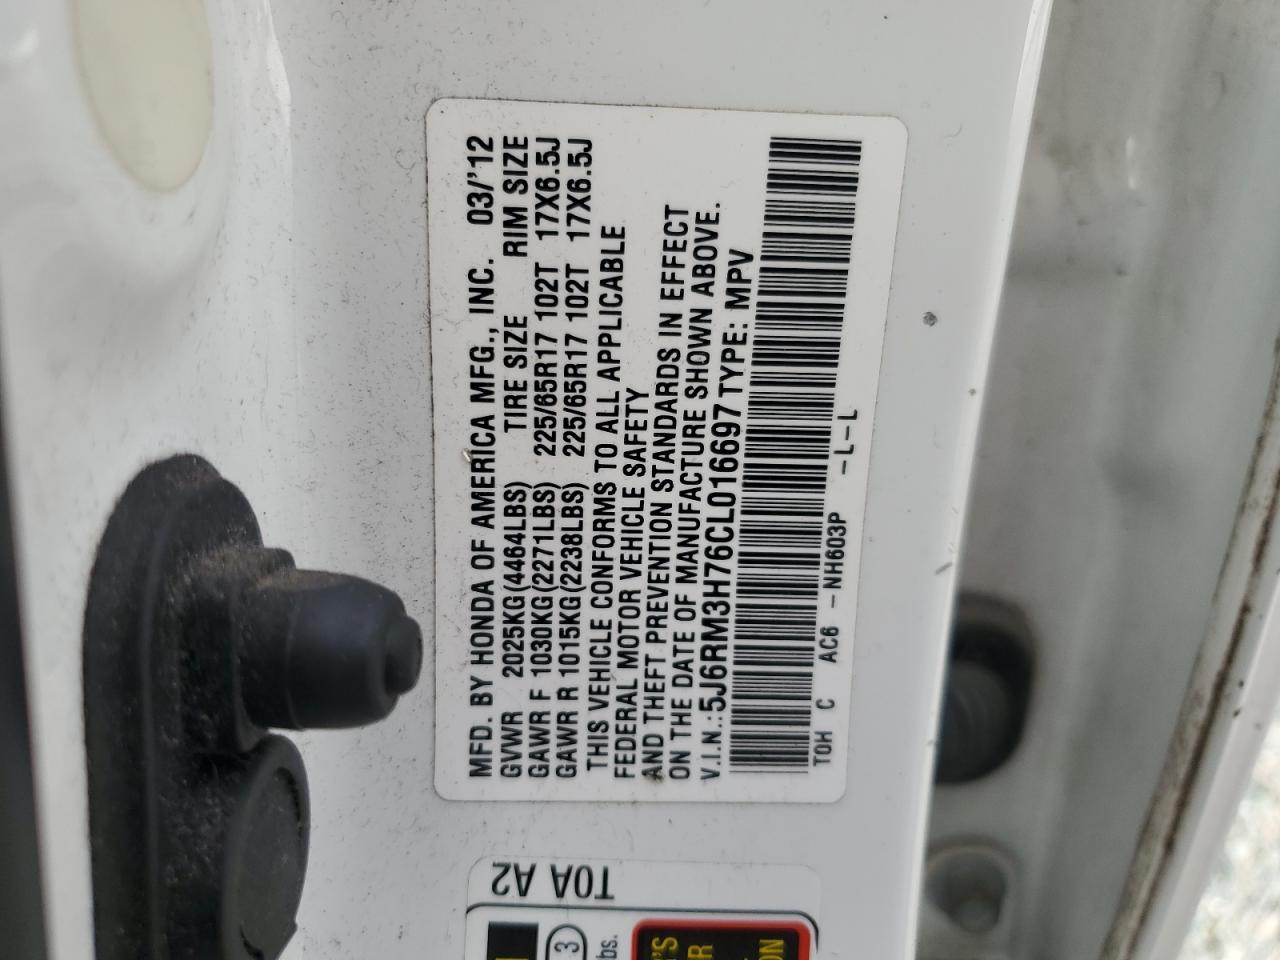 MFD. BY HONDA OF AMERICA MFG., INC. 03/'12
GVWR 2025KG(4464LBS) TIRE SIZE RIM SIZE
GAWR F 1030KG(2271LBS) 225/65R17 102T 17X6.5J
GAWR R 1015KG(2238LBS) 225/65R17 102T 17X6.5J
THIS VEHICLE CONFORMS TO ALL APPLICABLE
FEDERAL MOTOR VEHICLE SAFETY
AND THEFT PREVENTION STANDARDS IN EFFECT
ON THE DATE OF MANUFACTURE SHOWN ABOVE.
V.I.N.:5J6RM3H76CL016697 TYPE: MPV
TOH C AC6 -NH603P -L-L
T0A A2
3
bs.